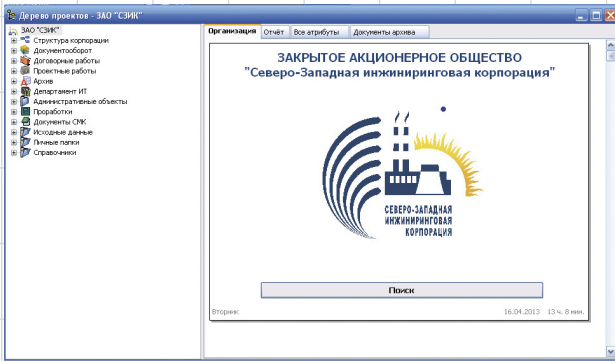 Дерево проектов - ЗАО "СЗИК"
ЗАО "СЗИК"
Структура корпорации
Документооборот
Договорные работы
Проектные работы
Архив
Департамент ИТ
Административные объекты
Проработки
Документы СМК
Исходные данные
Личные папки
Справочники
Организация Отчёт Все атрибуты Документы архива
ЗАКРЫТОЕ АКЦИОНЕРНОЕ ОБЩЕСТВО
"Северо-Западная инжиниринговая корпорация"
СЕВЕРО-ЗАПАДНАЯ
ИНЖИНИРИНГОВАЯ
КОРПОРАЦИЯ
Поиск
Вторник 16.04.2013 13 ч. 8 мин.